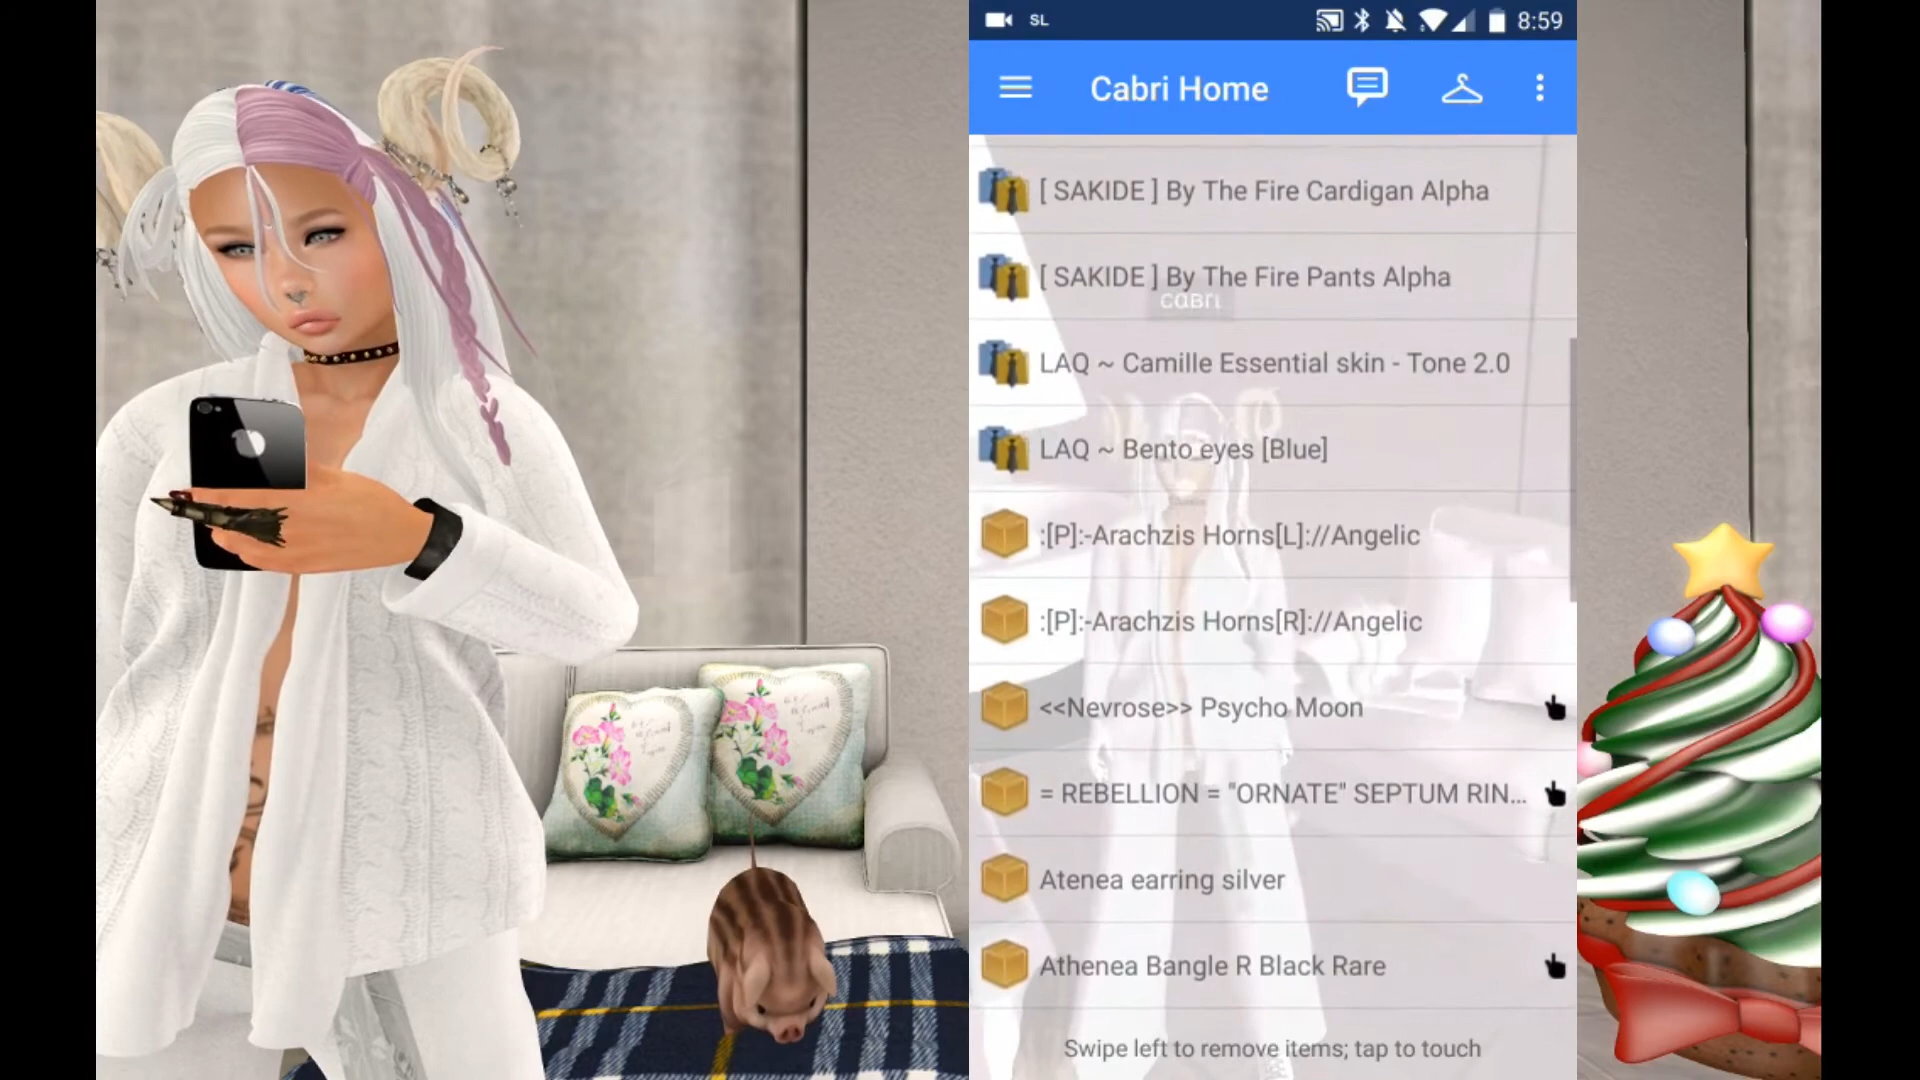 SL
8:59
Cabri Home
[ SAKIDE ] By The Fire Cardigan Alpha
[ SAKIDE ] By The Fire Pants Alpha
cabri
LAQ ~ Camille Essential skin - Tone 2.0
LAQ ~ Bento eyes [Blue]
:[P]:-Arachzis Horns[L]://Angelic
:[P]:-Arachzis Horns[R]://Angelic
<<Nevrose>> Psycho Moon
= REBELLION = "ORNATE" SEPTUM RIN...
Atenea earring silver
Athenea Bangle R Black Rare
Swipe left to remove items; tap to touch